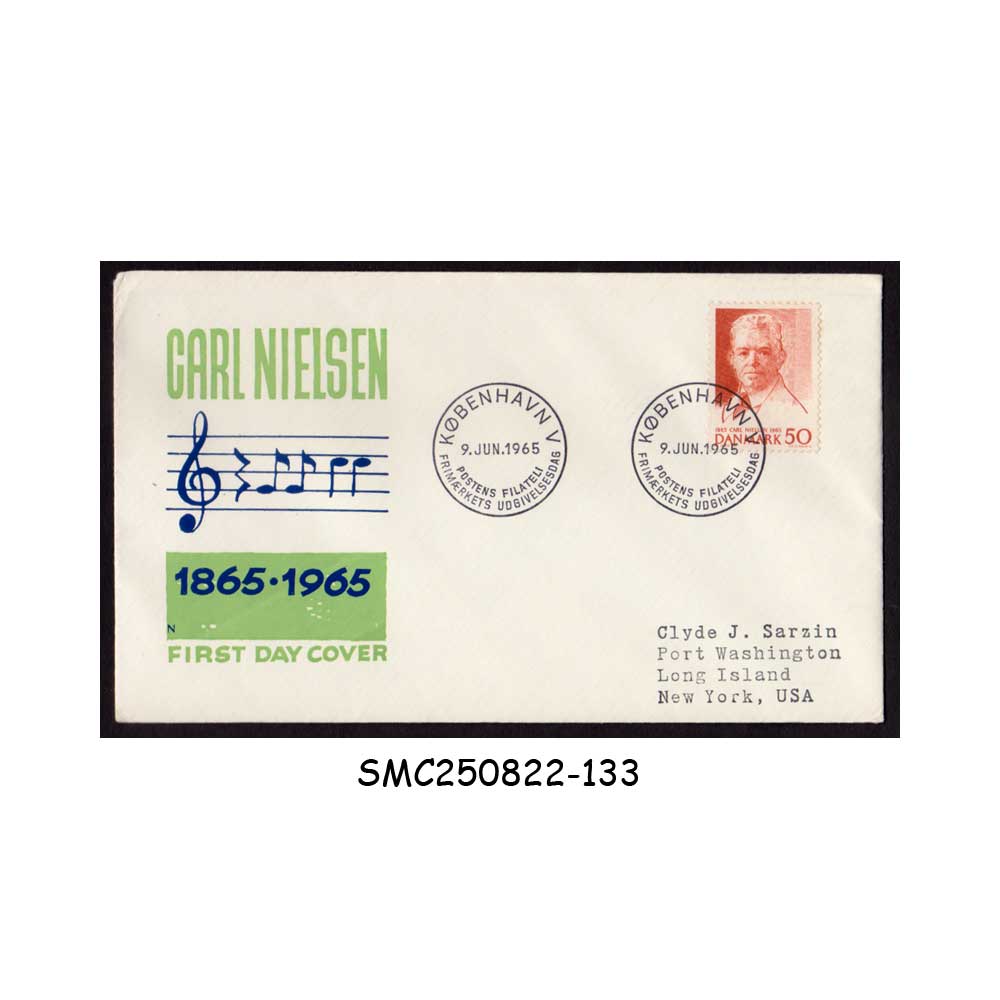 CARL NIELSEN
1865·1965
N
FIRST DAY COVER
KØBENHAVN V
9.JUN.1965
POSTENS FILATELI
FRIMÆRKETS UDGIVELSESDAG
KØBENHAVN V
9.JUN.1965
POSTENS FILATELI
FRIMÆRKETS UDGIVELSESDAG
1865 CARL NIELSEN 1965
DANMARK 50
Clyde J. Sarzin
Port Washington
Long Island
New York, USA
SMC250822-133